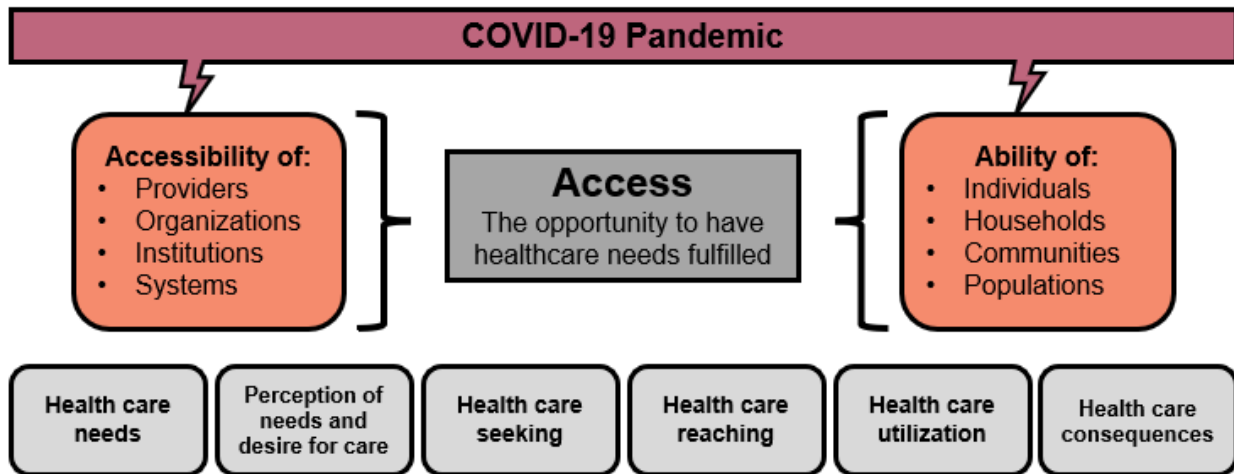 COVID-19 Pandemic
Accessibility of:
• Providers
• Organizations
• Institutions
• Systems
Access
The opportunity to have
healthcare needs fulfilled
Ability of:
• Individuals
• Households
• Communities
• Populations
Health care
needs
Perception of
needs and
desire for care
Health care
seeking
Health care
reaching
Health care
utilization
Health care
consequences